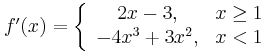 f'(x) = { 2x − 3, x ≥ 1
−4x³ + 3x², x < 1